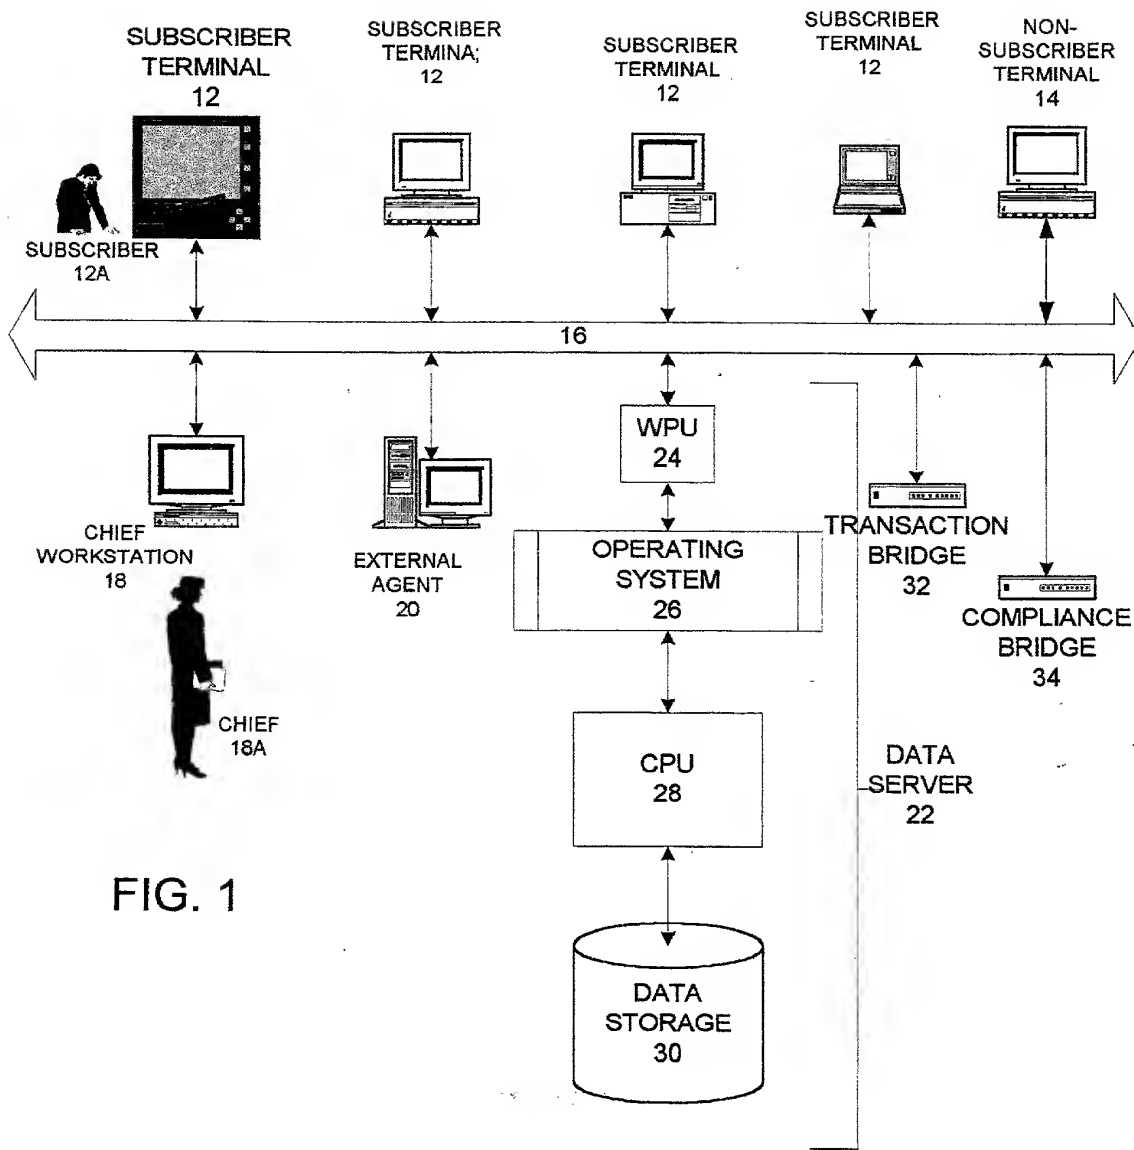 SUBSCRIBER
TERMINAL
12
SUBSCRIBER
TERMINA;
12
SUBSCRIBER
TERMINAL
12
SUBSCRIBER
TERMINAL
12
NON-
SUBSCRIBER
TERMINAL
14
SUBSCRIBER
12A
16
CHIEF
WORKSTATION
18
CHIEF
18A
EXTERNAL
AGENT
20
WPU
24
OPERATING
SYSTEM
26
CPU
28
DATA
STORAGE
30
TRANSACTION
BRIDGE
32
COMPLIANCE
BRIDGE
34
DATA
SERVER
22
FIG. 1